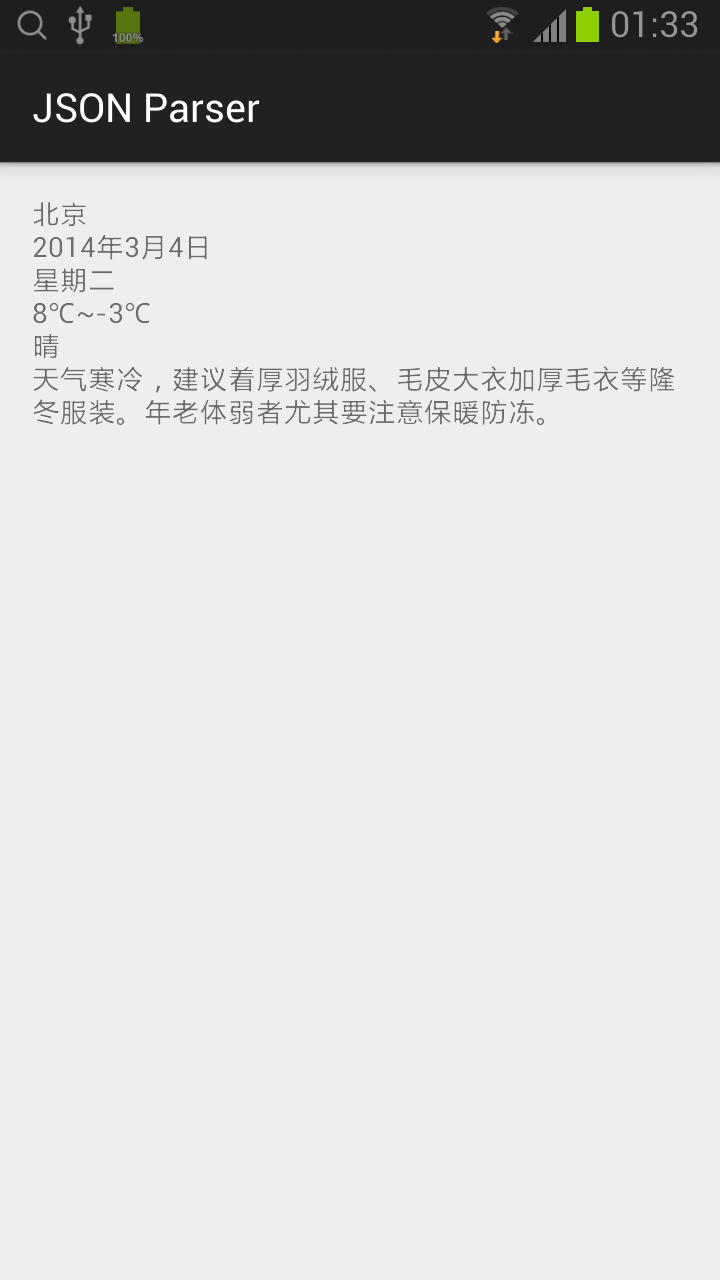 100%
01:33
JSON Parser
北京
2014年3月4日
星期二
8℃~-3℃
晴
天气寒冷，建议着厚羽绒服、毛皮大衣加厚毛衣等隆
冬服装。年老体弱者尤其要注意保暖防冻。